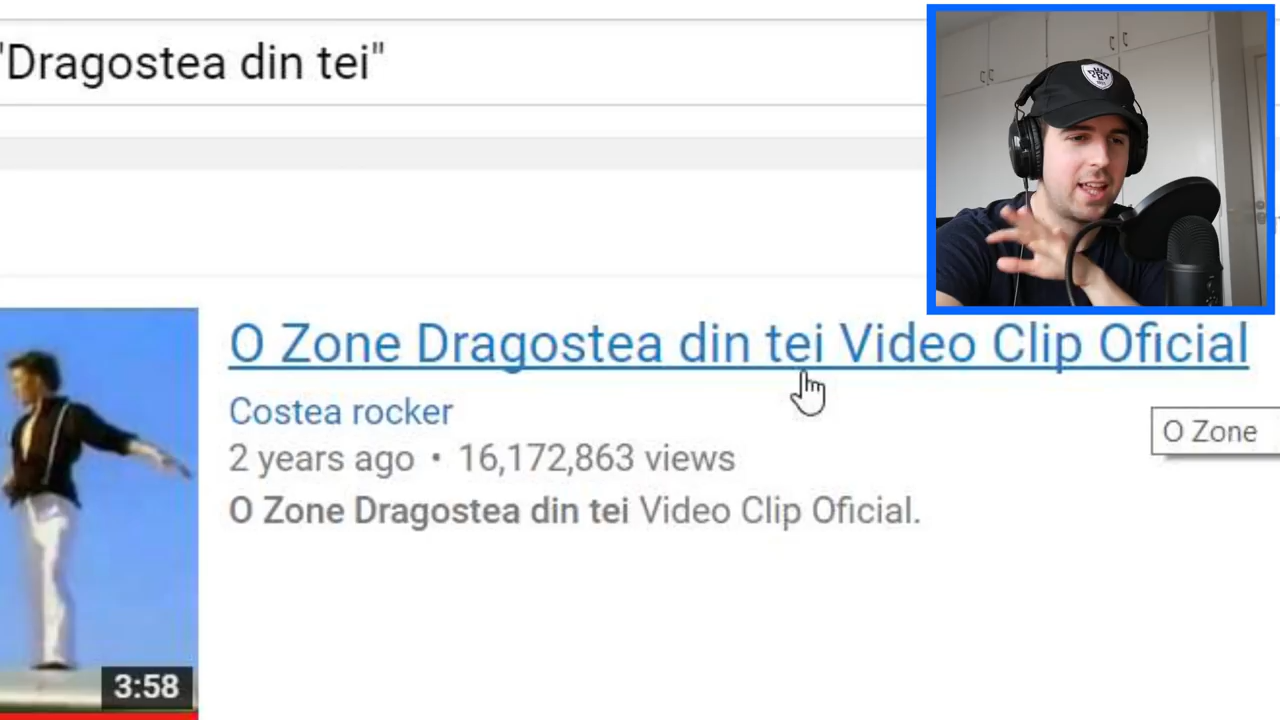 "Dragostea din tei"
O Zone Dragostea din tei Video Clip Oficial
Costea rocker
2 years ago • 16,172,863 views
O Zone
O Zone Dragostea din tei Video Clip Oficial.
3:58